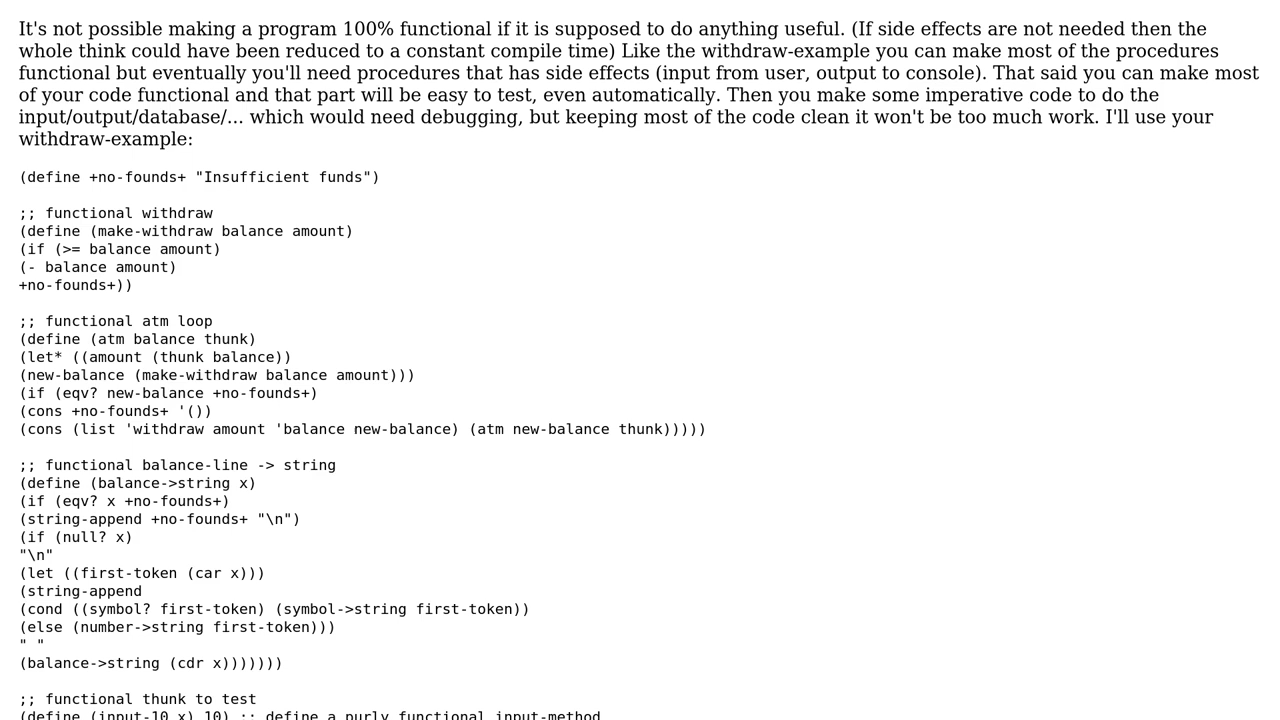 It's not possible making a program 100% functional if it is supposed to do anything useful. (If side effects are not needed then the
whole think could have been reduced to a constant compile time) Like the withdraw-example you can make most of the procedures
functional but eventually you'll need procedures that has side effects (input from user, output to console). That said you can make most
of your code functional and that part will be easy to test, even automatically. Then you make some imperative code to do the
input/output/database/... which would need debugging, but keeping most of the code clean it won't be too much work. I'll use your
withdraw-example:
(define +no-founds+ "Insufficient funds")
;; functional withdraw
(define (make-withdraw balance amount)
(if (>= balance amount)
(- balance amount)
+no-founds+))
;; functional atm loop
(define (atm balance thunk)
(let* ((amount (thunk balance))
(new-balance (make-withdraw balance amount)))
(if (eqv? new-balance +no-founds+)
(cons +no-founds+ '())
(cons (list 'withdraw amount 'balance new-balance) (atm new-balance thunk)))))
;; functional balance-line -> string
(define (balance->string x)
(if (eqv? x +no-founds+)
(string-append +no-founds+ "\n")
(if (null? x)
"\n"
(let ((first-token (car x)))
(string-append
(cond ((symbol? first-token) (symbol->string first-token))
(else (number->string first-token)))
" "
(balance->string (cdr x)))))))
;; functional thunk to test
(define (input-10 x) 10) ;; define a purly functional input-method